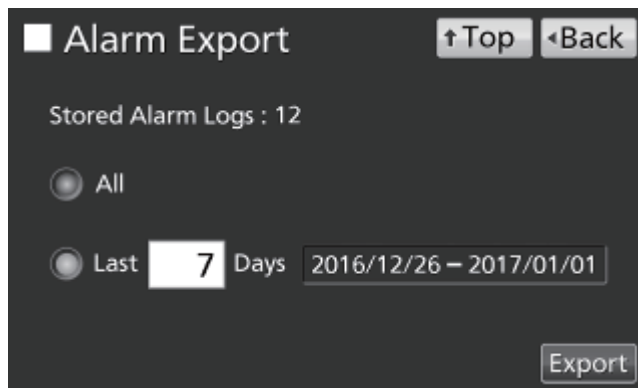 Alarm Export
↑Top
◂Back
Stored Alarm Logs : 12
All
Last 7 Days 2016/12/26 – 2017/01/01
Export